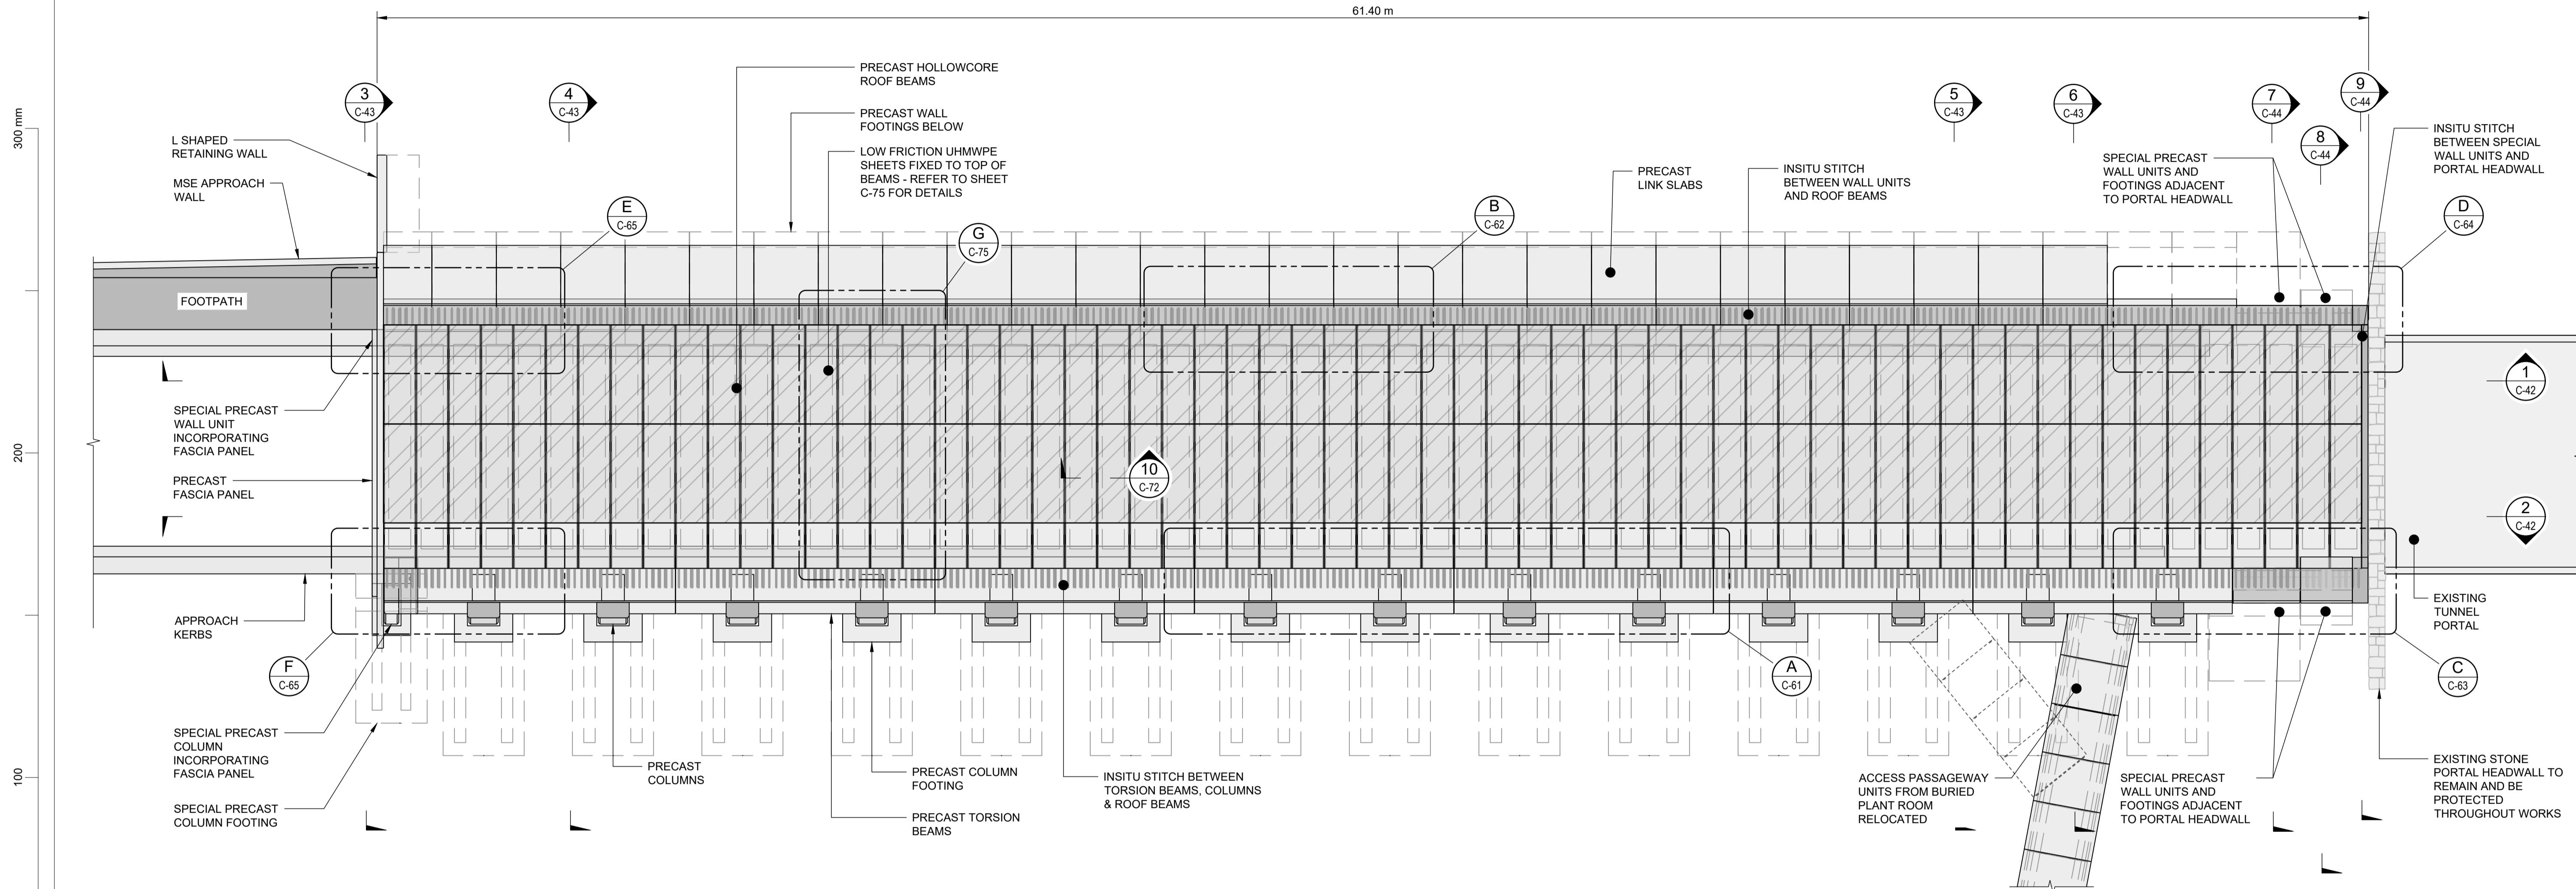 61.40 m
300 mm
200
100
3
C-43
4
C-43
5
C-43
6
C-43
7
C-44
8
C-44
9
C-44
PRECAST HOLLOWCORE
ROOF BEAMS
PRECAST WALL
FOOTINGS BELOW
LOW FRICTION UHMWPE
SHEETS FIXED TO TOP OF
BEAMS - REFER TO SHEET
C-75 FOR DETAILS
L SHAPED
RETAINING WALL
MSE APPROACH
WALL
E
C-65
G
C-75
B
C-62
PRECAST
LINK SLABS
INSITU STITCH
BETWEEN WALL UNITS
AND ROOF BEAMS
SPECIAL PRECAST
WALL UNITS AND
FOOTINGS ADJACENT
TO PORTAL HEADWALL
INSITU STITCH
BETWEEN SPECIAL
WALL UNITS AND
PORTAL HEADWALL
D
C-64
FOOTPATH
1
C-42
SPECIAL PRECAST
WALL UNIT
INCORPORATING
FASCIA PANEL
PRECAST
FASCIA PANEL
10
C-72
2
C-42
APPROACH
KERBS
EXISTING
TUNNEL
PORTAL
F
C-65
A
C-61
C
C-63
SPECIAL PRECAST
COLUMN
INCORPORATING
FASCIA PANEL
SPECIAL PRECAST
COLUMN FOOTING
PRECAST
COLUMNS
PRECAST COLUMN
FOOTING
PRECAST TORSION
BEAMS
INSITU STITCH BETWEEN
TORSION BEAMS, COLUMNS
& ROOF BEAMS
ACCESS PASSAGEWAY
UNITS FROM BURIED
PLANT ROOM
RELOCATED
SPECIAL PRECAST
WALL UNITS AND
FOOTINGS ADJACENT
TO PORTAL HEADWALL
EXISTING STONE
PORTAL HEADWALL TO
REMAIN AND BE
PROTECTED
THROUGHOUT WORKS